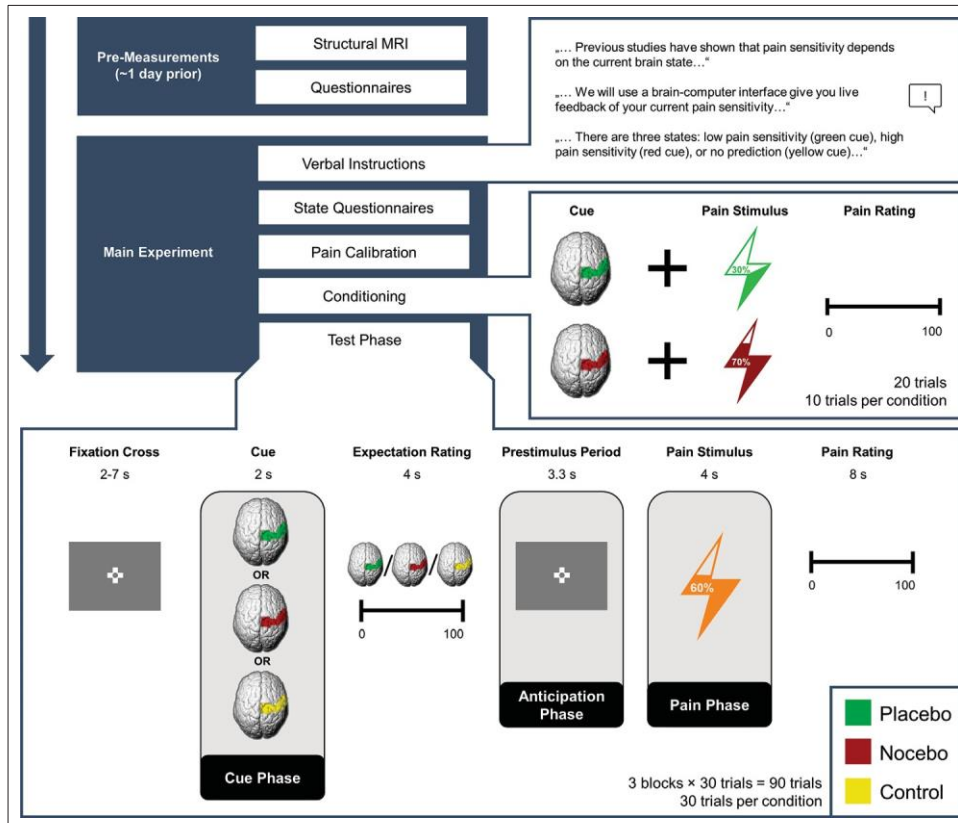 Pre-Measurements
(~1 day prior)
Structural MRI
Questionnaires
„… Previous studies have shown that pain sensitivity depends
on the current brain state…“
„… We will use a brain-computer interface give you live
feedback of your current pain sensitivity…“
!
„… There are three states: low pain sensitivity (green cue), high
pain sensitivity (red cue), or no prediction (yellow cue)…“
Main Experiment
Verbal Instructions
State Questionnaires
Pain Calibration
Conditioning
Test Phase
Cue
Pain Stimulus
Pain Rating
30%
0
100
70%
20 trials
10 trials per condition
Fixation Cross
2-7 s
Cue
2 s
OR
OR
Cue Phase
Expectation Rating
4 s
/
/
0
100
Prestimulus Period
3.3 s
Anticipation
Phase
Pain Stimulus
4 s
60%
Pain Phase
Pain Rating
8 s
0
100
3 blocks × 30 trials = 90 trials
30 trials per condition
Placebo
Nocebo
Control